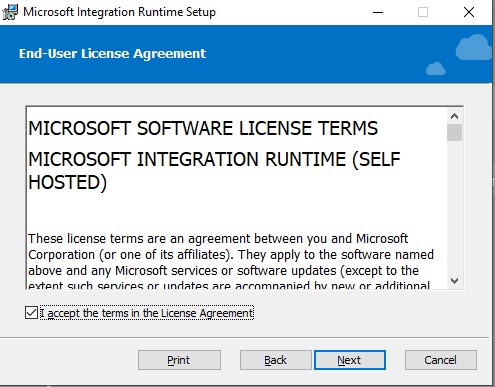 Microsoft Integration Runtime Setup
End-User License Agreement
MICROSOFT SOFTWARE LICENSE TERMS
MICROSOFT INTEGRATION RUNTIME (SELF
HOSTED)
These license terms are an agreement between you and Microsoft
Corporation (or one of its affiliates). They apply to the software named
above and any Microsoft services or software updates (except to the
extent such services or updates are accompanied by new or additional
I accept the terms in the License Agreement
Print Back Next Cancel